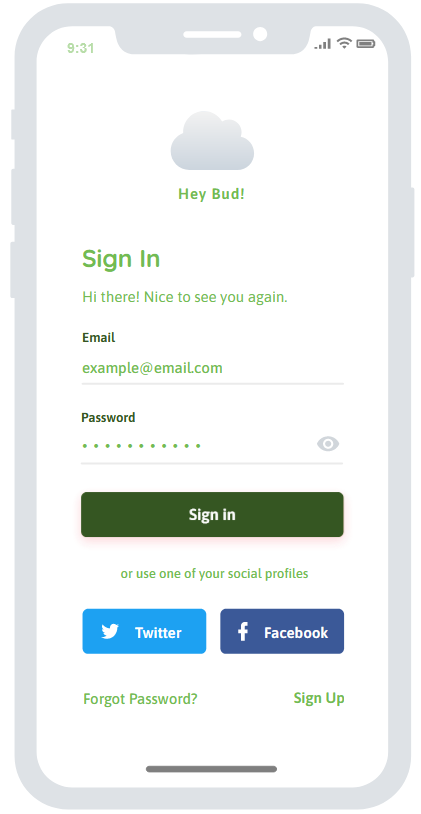 9:31
Hey Bud!
Sign In
Hi there! Nice to see you again.
Email
example@email.com
Password
Sign in
or use one of your social profiles
Twitter Facebook
Forgot Password? Sign Up